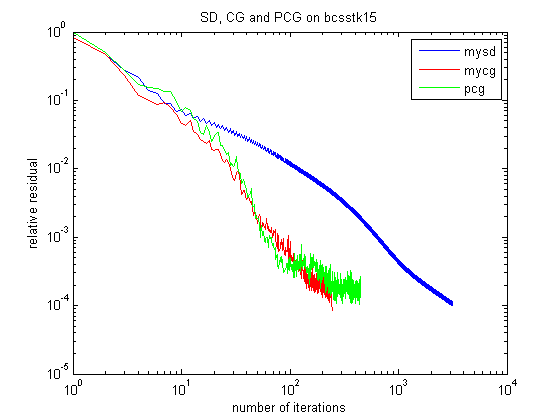 SD, CG and PCG on bcsstk15
mysd
mycg
pcg
10^0
10^-1
10^-2
10^-3
10^-4
10^-5
relative residual
10^0 10^1 10^2 10^3 10^4
number of iterations